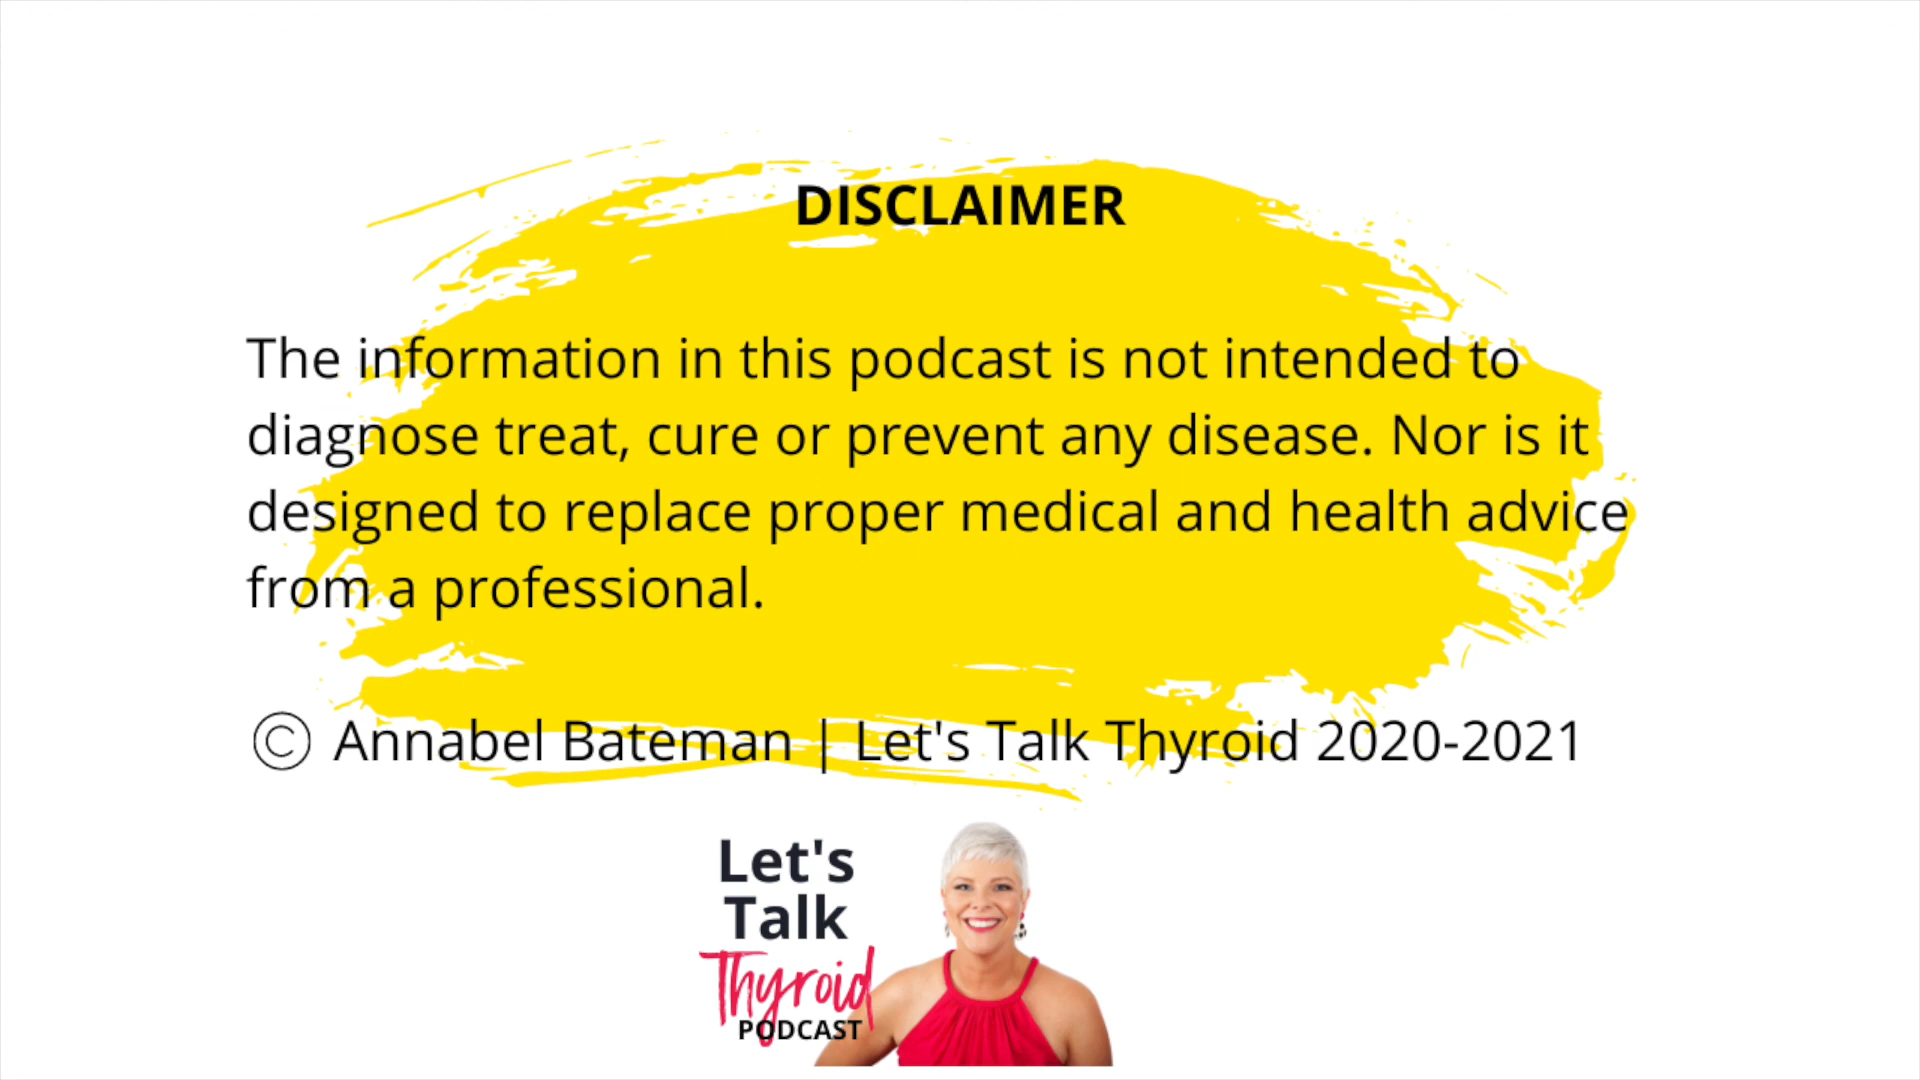 DISCLAIMER
The information in this podcast is not intended to
diagnose treat, cure or prevent any disease. Nor is it
designed to replace proper medical and health advice
from a professional.
© Annabel Bateman | Let's Talk Thyroid 2020-2021
Let's
Talk
Thyroid
PODCAST